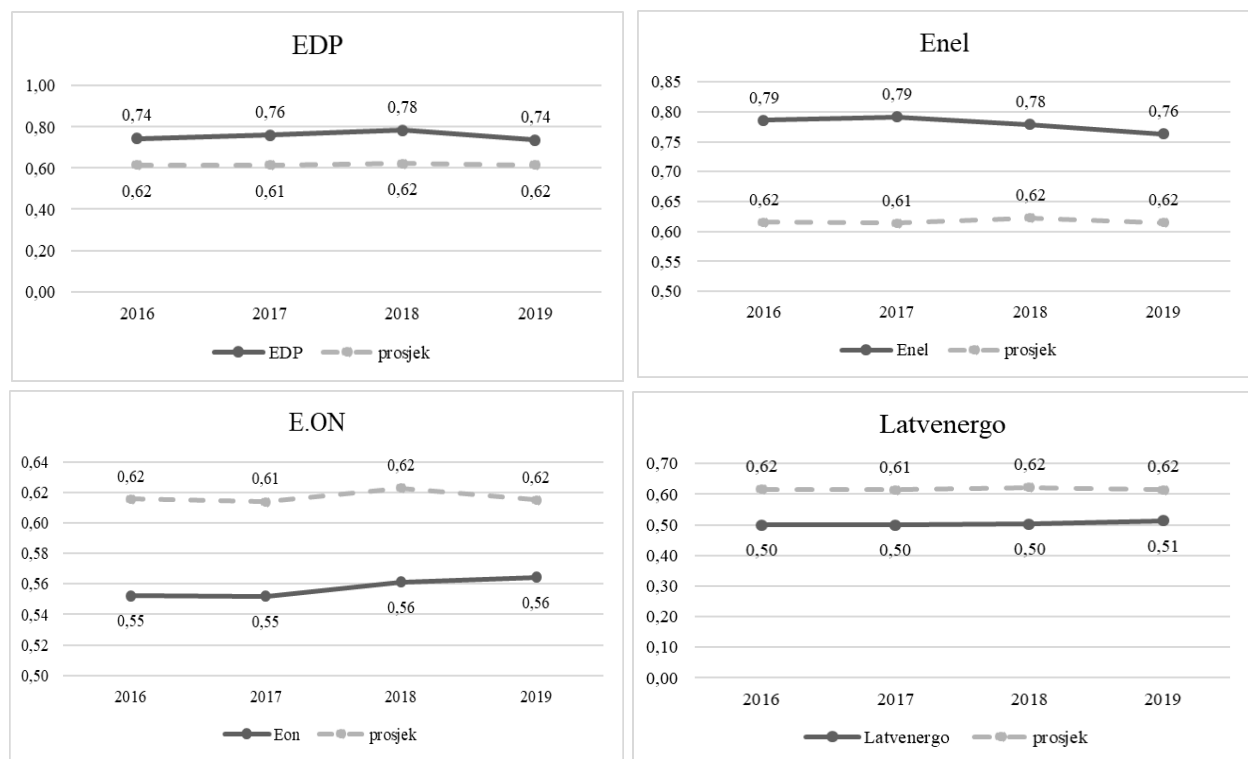 EDP
1,00
0,80
0,60
0,40
0,20
0,00
0,74 0,76 0,78 0,74
0,62 0,61 0,62 0,62
2016 2017 2018 2019
EDP prosjek
Enel
0,85
0,80
0,75
0,70
0,65
0,60
0,55
0,50
0,79 0,79 0,78 0,76
0,62 0,61 0,62 0,62
2016 2017 2018 2019
Enel prosjek
E.ON
0,64
0,62
0,60
0,58
0,56
0,54
0,52
0,50
0,62 0,61 0,62 0,62
0,55 0,55 0,56 0,56
2016 2017 2018 2019
Eon prosjek
Latvenergo
0,70
0,60
0,50
0,40
0,30
0,20
0,10
0,00
0,62 0,61 0,62 0,62
0,50 0,50 0,50 0,51
2016 2017 2018 2019
Latvenergo prosjek